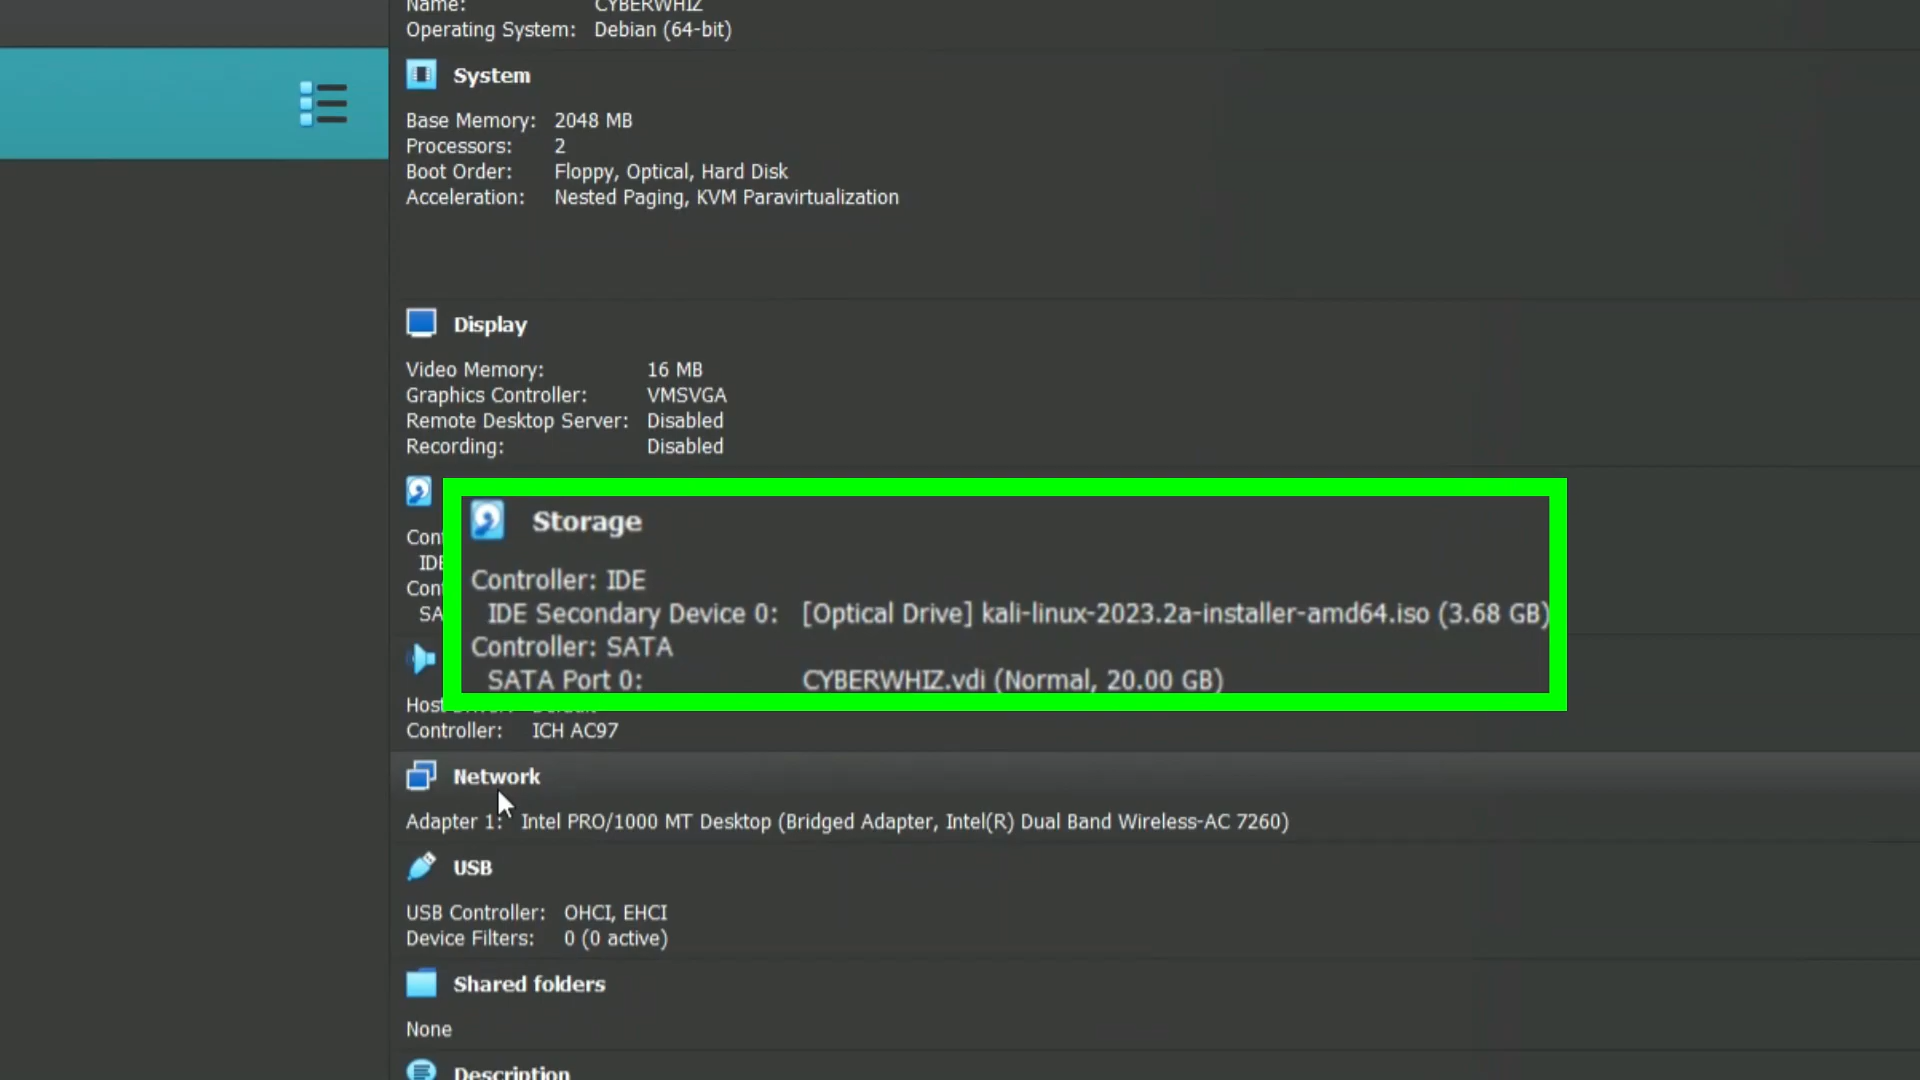 Name: CYBERWHIZ
Operating System: Debian (64-bit)
System
Base Memory: 2048 MB
Processors: 2
Boot Order: Floppy, Optical, Hard Disk
Acceleration: Nested Paging, KVM Paravirtualization
Display
Video Memory: 16 MB
Graphics Controller: VMSVGA
Remote Desktop Server: Disabled
Recording: Disabled
Storage
Controller: IDE
IDE Secondary Device 0: [Optical Drive] kali-linux-2023.2a-installer-amd64.iso (3.68 GB)
Controller: SATA
SATA Port 0: CYBERWHIZ.vdi (Normal, 20.00 GB)
Host
Controller: ICH AC97
Network
Adapter 1: Intel PRO/1000 MT Desktop (Bridged Adapter, Intel(R) Dual Band Wireless-AC 7260)
USB
USB Controller: OHCI, EHCI
Device Filters: 0 (0 active)
Shared folders
None
Description